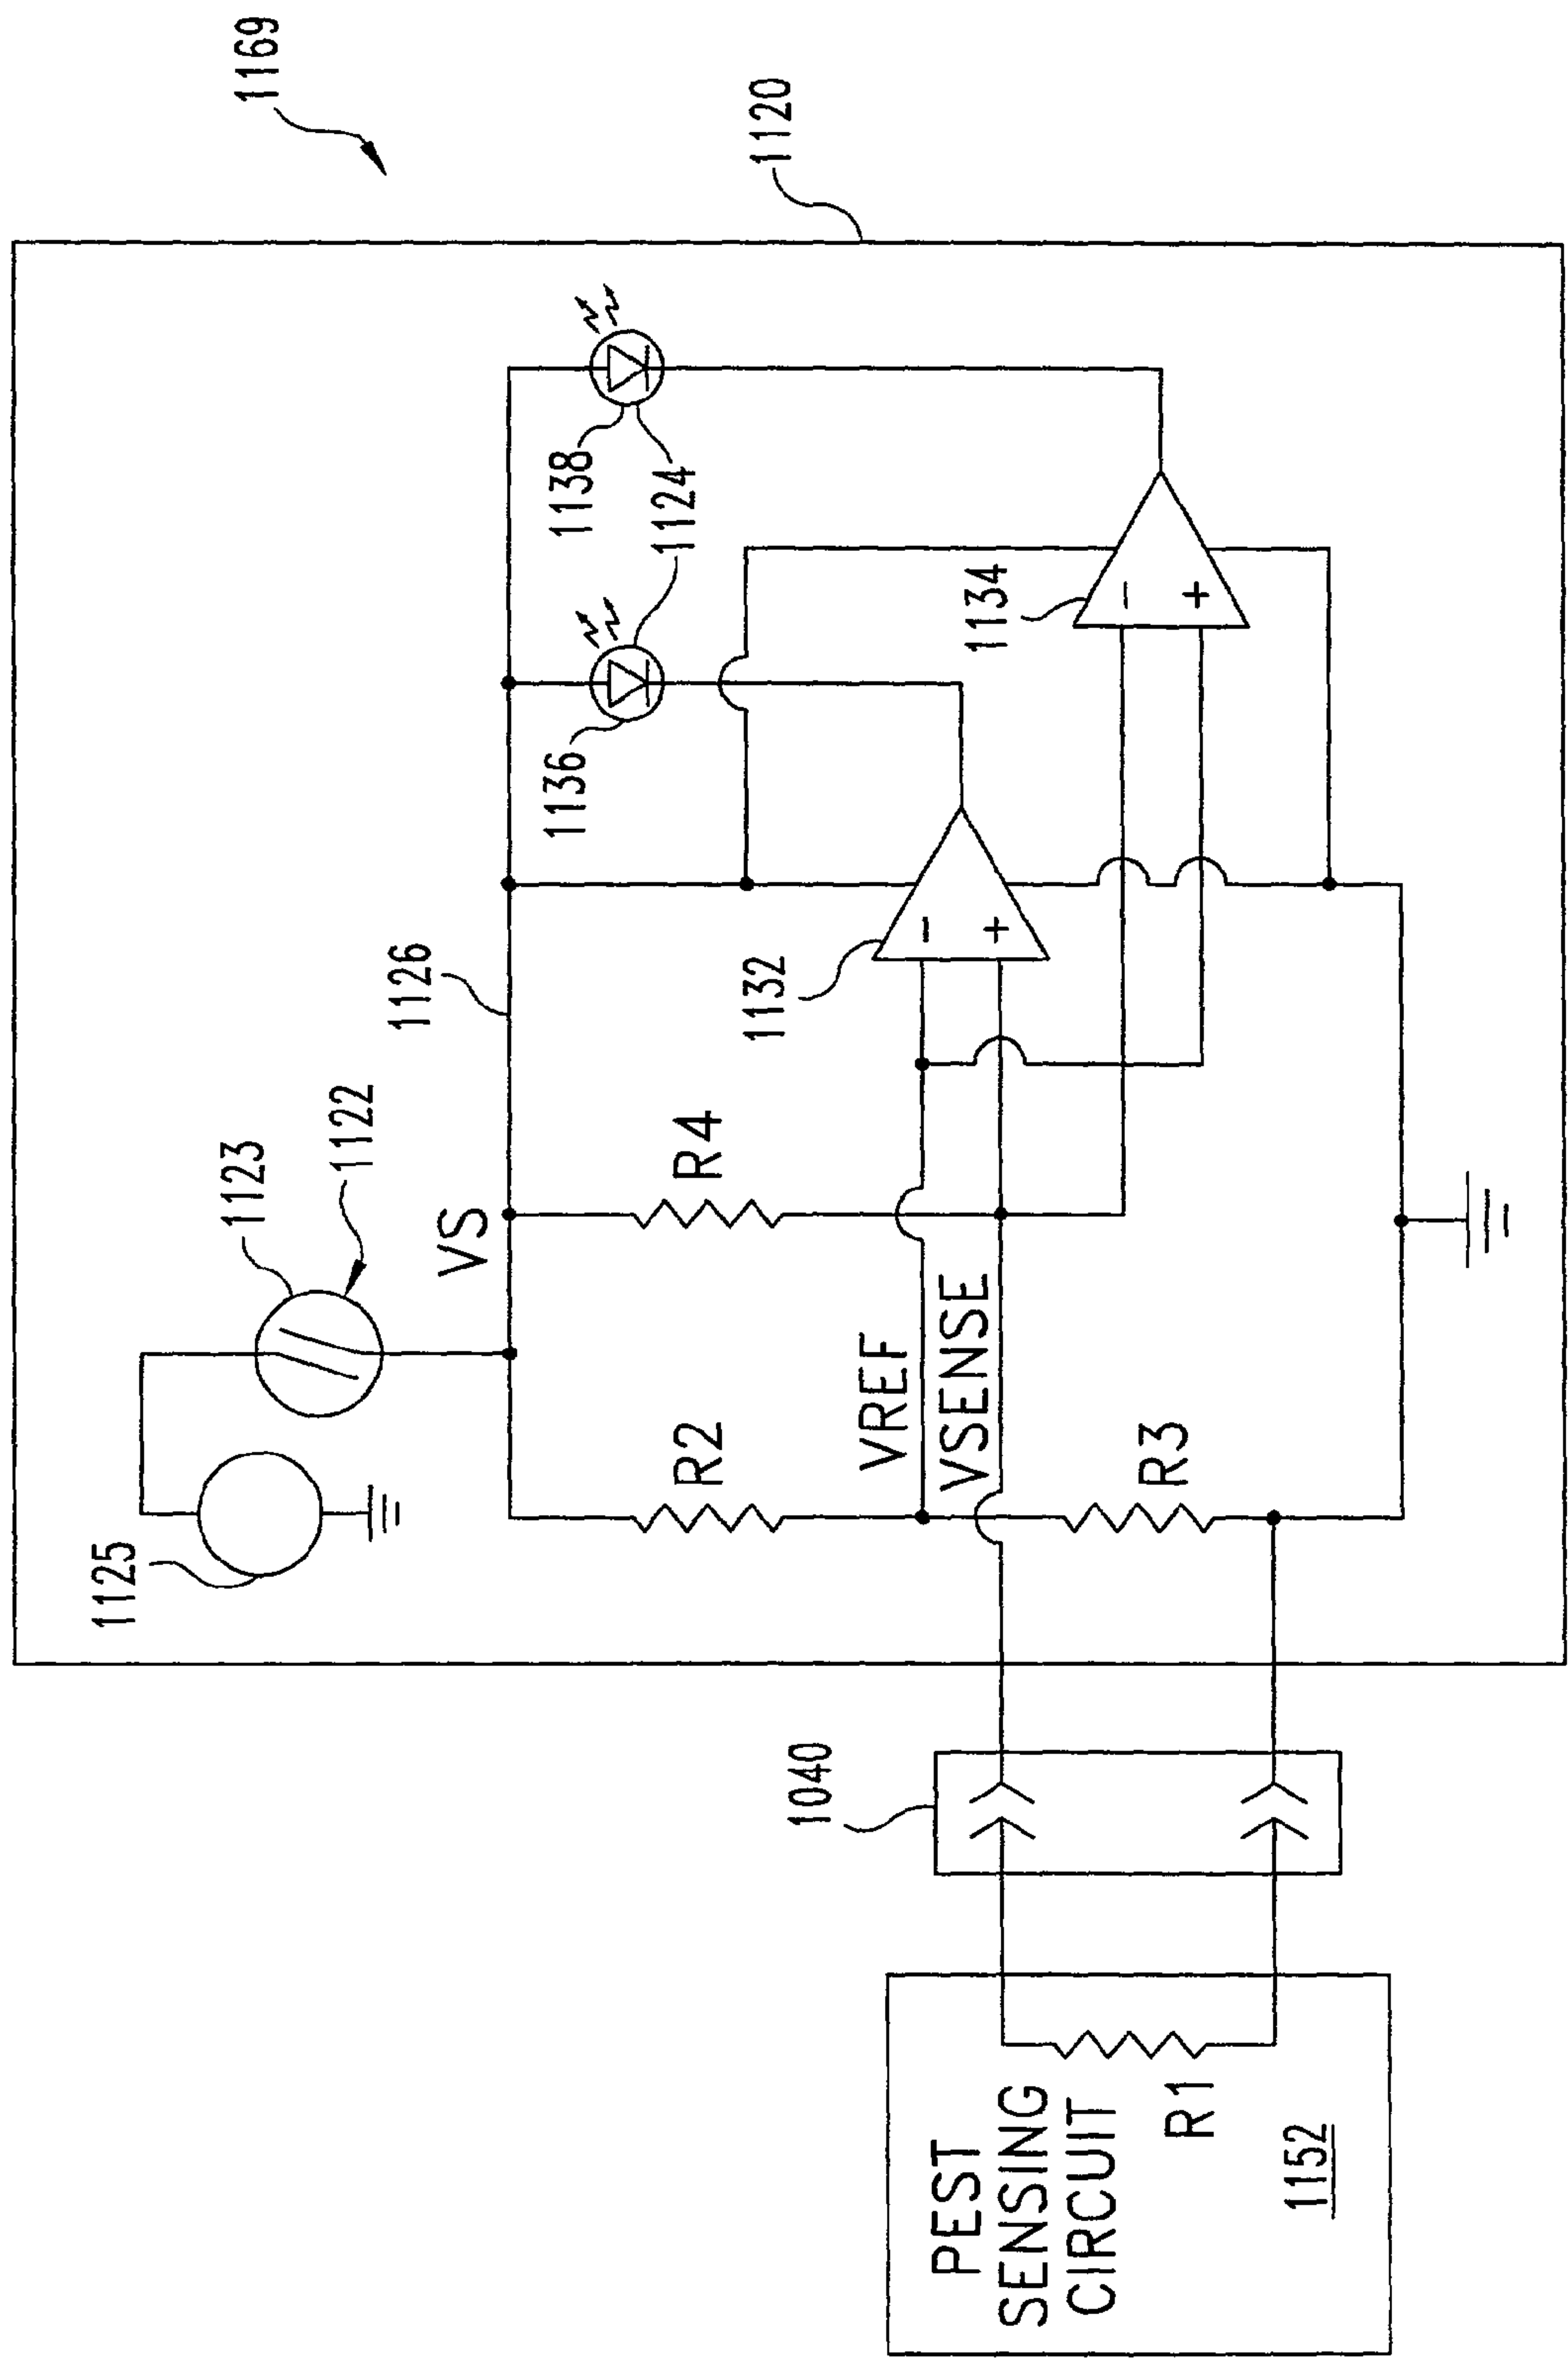 1169
1120
1125
1123
1122
VS
1126
R2
R4
1136
1138
1124
VREF
VSENSE
1132
-
+
1134
-
+
R3
1040
PEST
SENSING
CIRCUIT
R1
1152